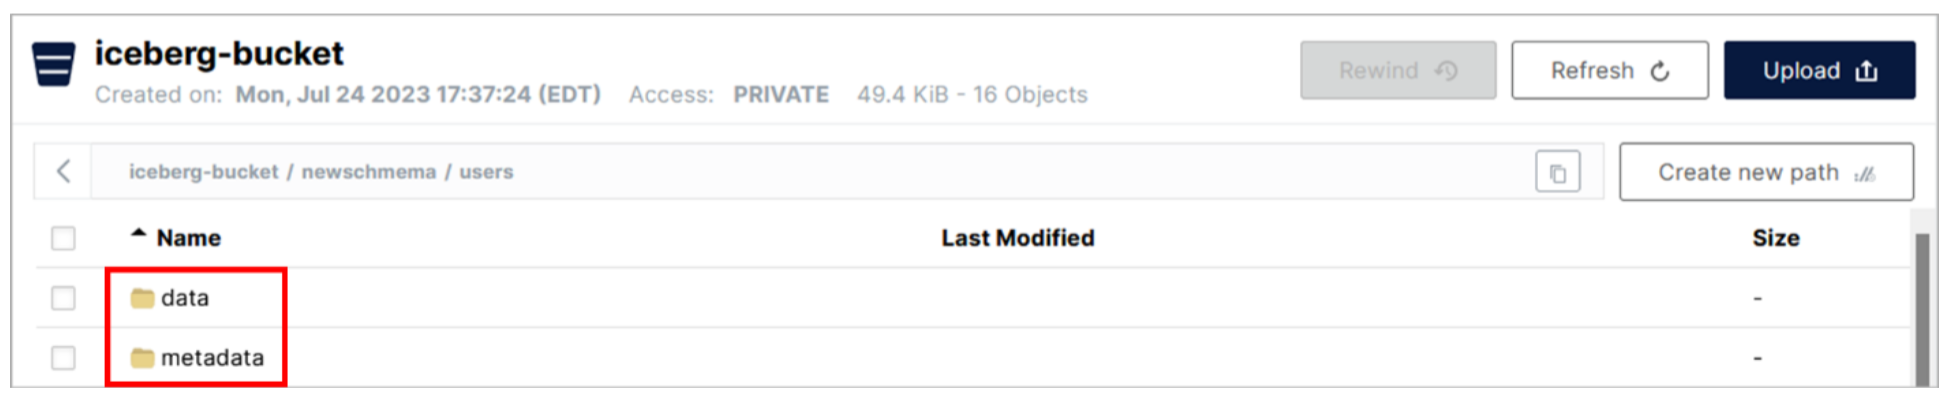 iceberg-bucket
Created on: Mon, Jul 24 2023 17:37:24 (EDT) Access: PRIVATE 49.4 KiB - 16 Objects
Rewind
Refresh
Upload
iceberg-bucket / newschmema / users
Create new path
Name Last Modified Size
data -
metadata -